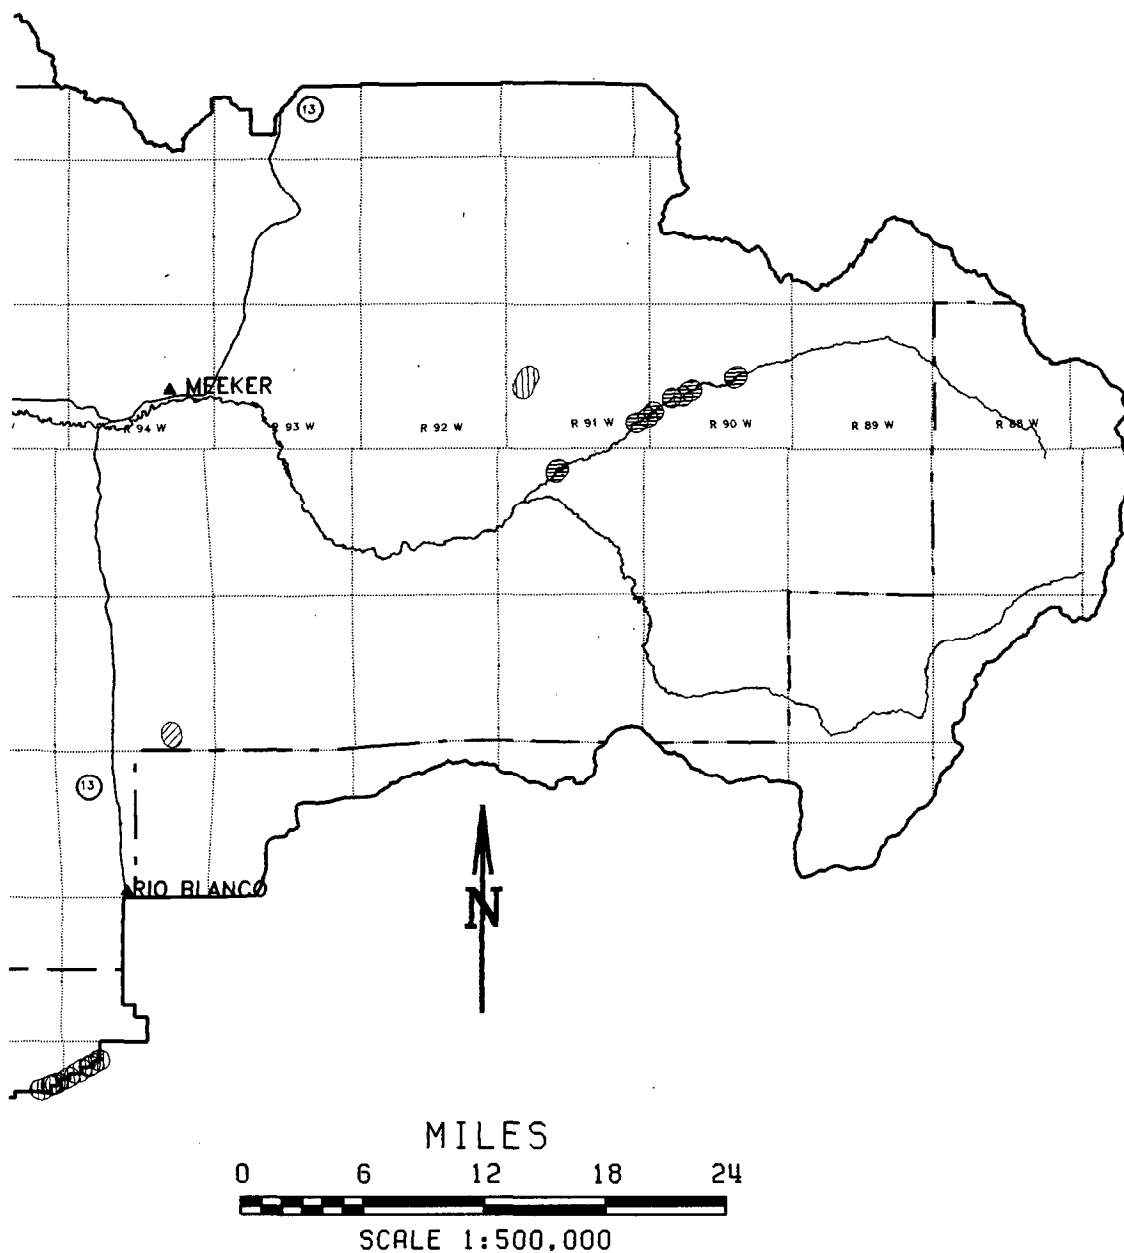 13
MEEKER
R 94 W
R 93 W
R 92 W
R 91 W
R 90 W
R 89 W
R 88 W
13
RIO BLANCO
N
MILES
0 6 12 18 24
SCALE 1:500,000